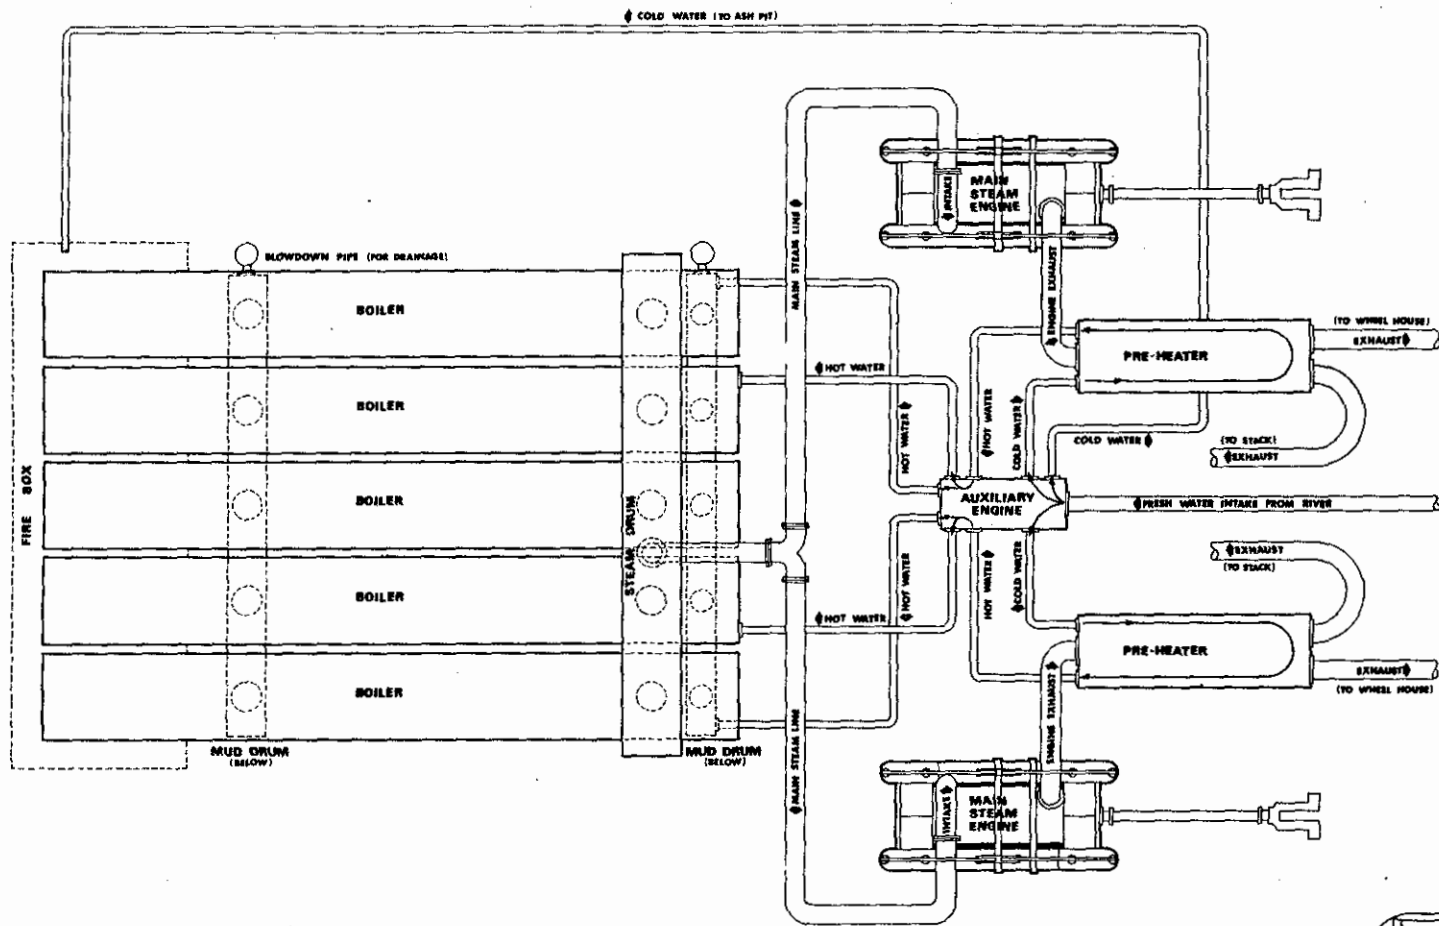 COLD WATER (TO ASH PIT)
MAIN
STEAM
ENGINE
INTAKE
MAIN STEAM LINE
BLOWDOWN PIPE (FOR DRAINAGE)
BOILER
ENGINE EXHAUST
(TO WHEEL HOUSE)
EXHAUST
PRE-HEATER
HOT WATER
BOILER
HOT WATER
HOT WATER
COLD WATER
COLD WATER
(TO STACK)
EXHAUST
FIRE BOX
BOILER
STEAM DRUM
AUXILIARY
ENGINE
FRESH WATER INTAKE FROM RIVER
EXHAUST
(TO STACK)
BOILER
HOT WATER
HOT WATER
HOT WATER
COLD WATER
PRE-HEATER
EXHAUST
(TO WHEEL HOUSE)
BOILER
ENGINE EXHAUST
MUD DRUM
(BELOW)
MUD DRUM
(BELOW)
MAIN STEAM LINE
INTAKE
MAIN
STEAM
ENGINE